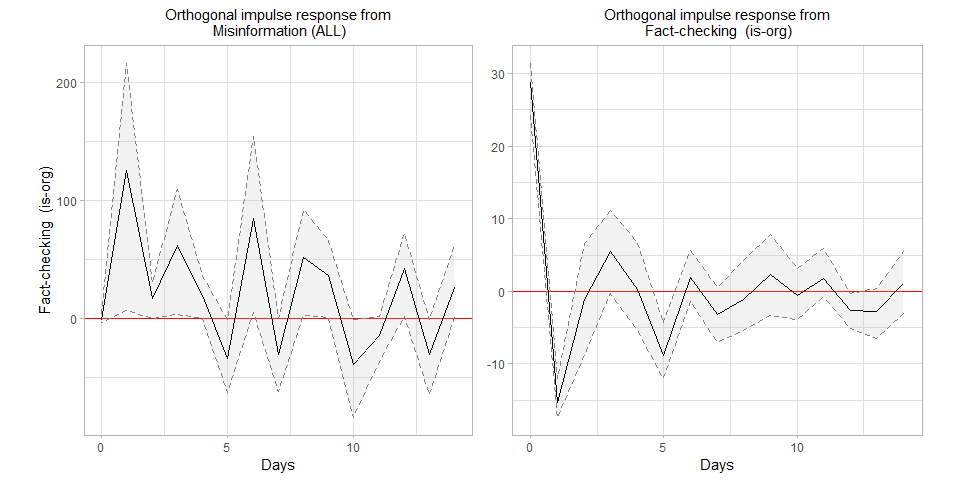 Orthogonal impulse response from
Misinformation (ALL)
Fact-checking (is-org)
200
100
0
0
5
10
Days
Orthogonal impulse response from
Fact-checking (is-org)
30
20
10
0
-10
0
5
10
Days